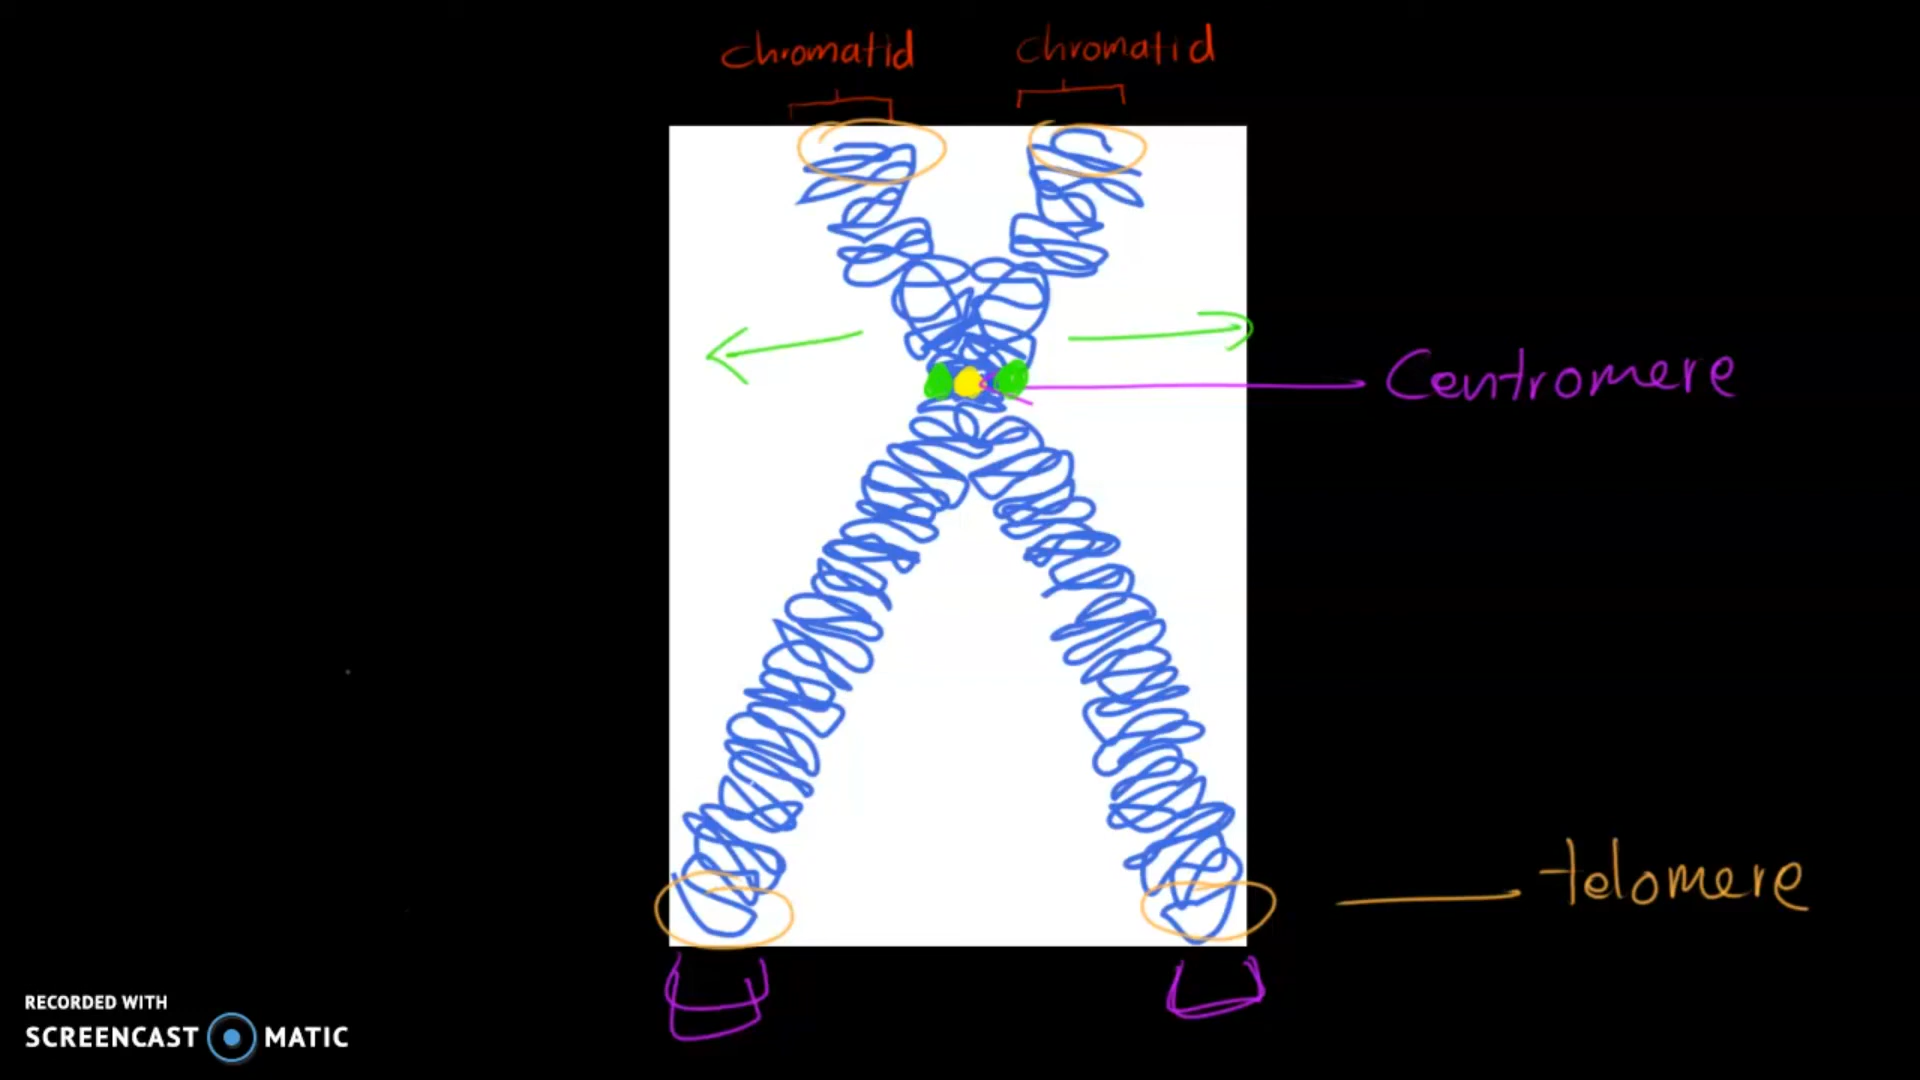 chromatid
chromatid
Centromere
telomere
RECORDED WITH
SCREENCAST MATIC